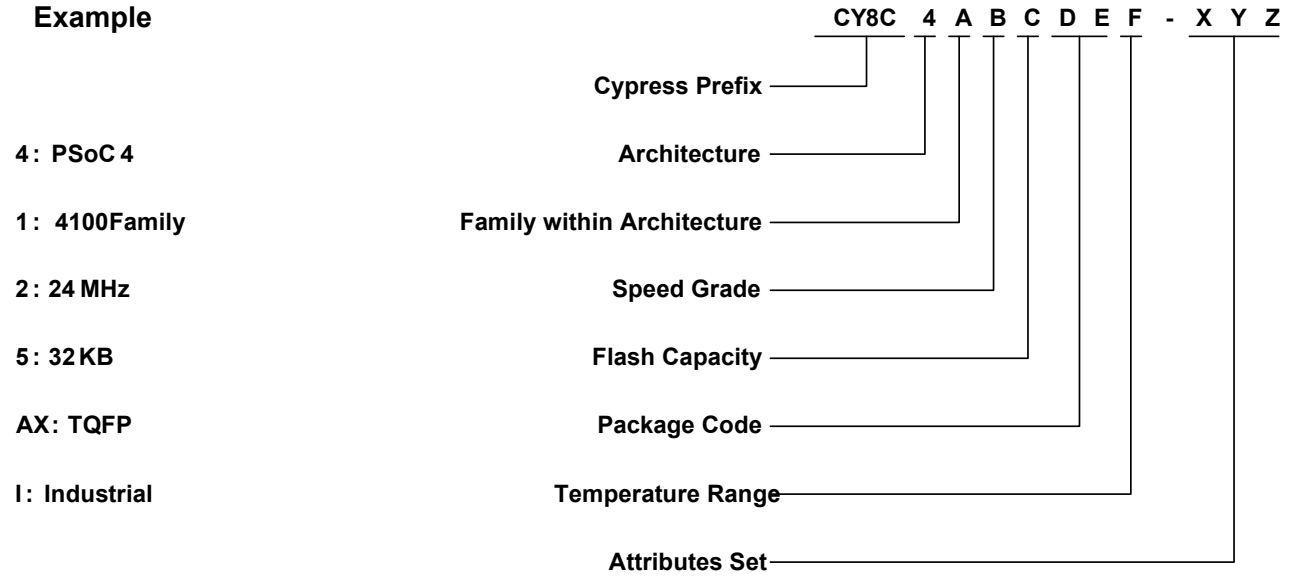 Example CY8C 4 A B C D E F - X Y Z
Cypress Prefix
4: PSoC 4 Architecture
1: 4100Family Family within Architecture
2: 24 MHz Speed Grade
5: 32 KB Flash Capacity
AX: TQFP Package Code
I: Industrial Temperature Range
Attributes Set